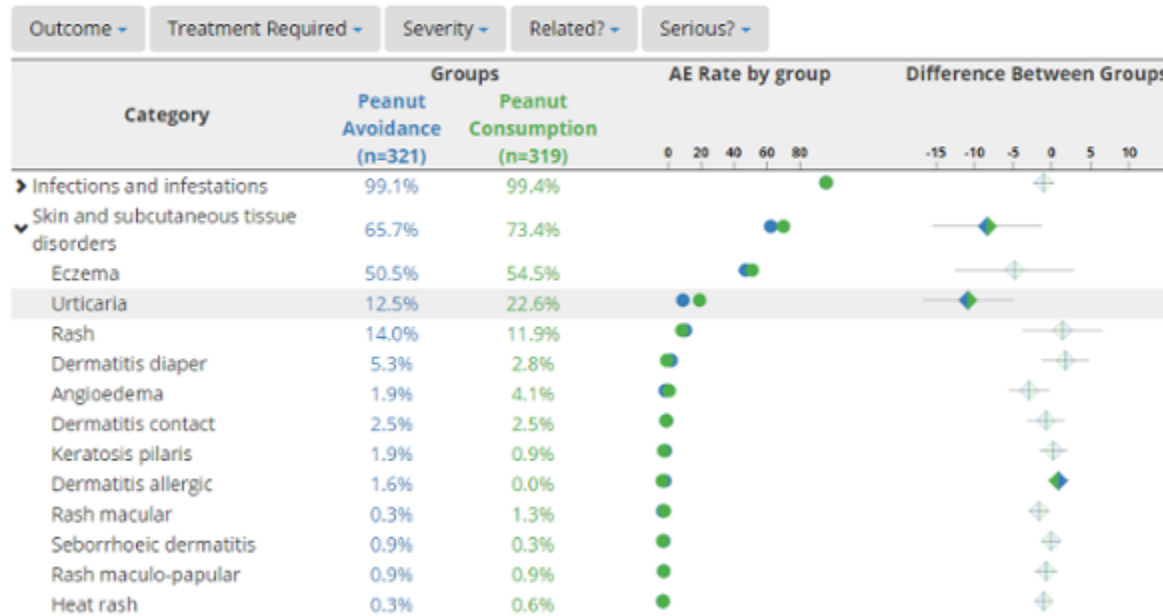 Outcome Treatment Required Severity Related? Serious?
Groups AE Rate by group Difference Between Groups
Category
Peanut Avoidance (n=321)
Peanut Consumption (n=319)
0 20 40 60 80
-15 -10 -5 0 5 10
Infections and infestations 99.1% 99.4%
Skin and subcutaneous tissue
disorders 65.7% 73.4%
Eczema 50.5% 54.5%
Urticaria 12.5% 22.6%
Rash 14.0% 11.9%
Dermatitis diaper 5.3% 2.8%
Angioedema 1.9% 4.1%
Dermatitis contact 2.5% 2.5%
Keratosis pilaris 1.9% 0.9%
Dermatitis allergic 1.6% 0.0%
Rash macular 0.3% 1.3%
Seborrhoeic dermatitis 0.9% 0.3%
Rash maculo-papular 0.9% 0.9%
Heat rash 0.3% 0.6%